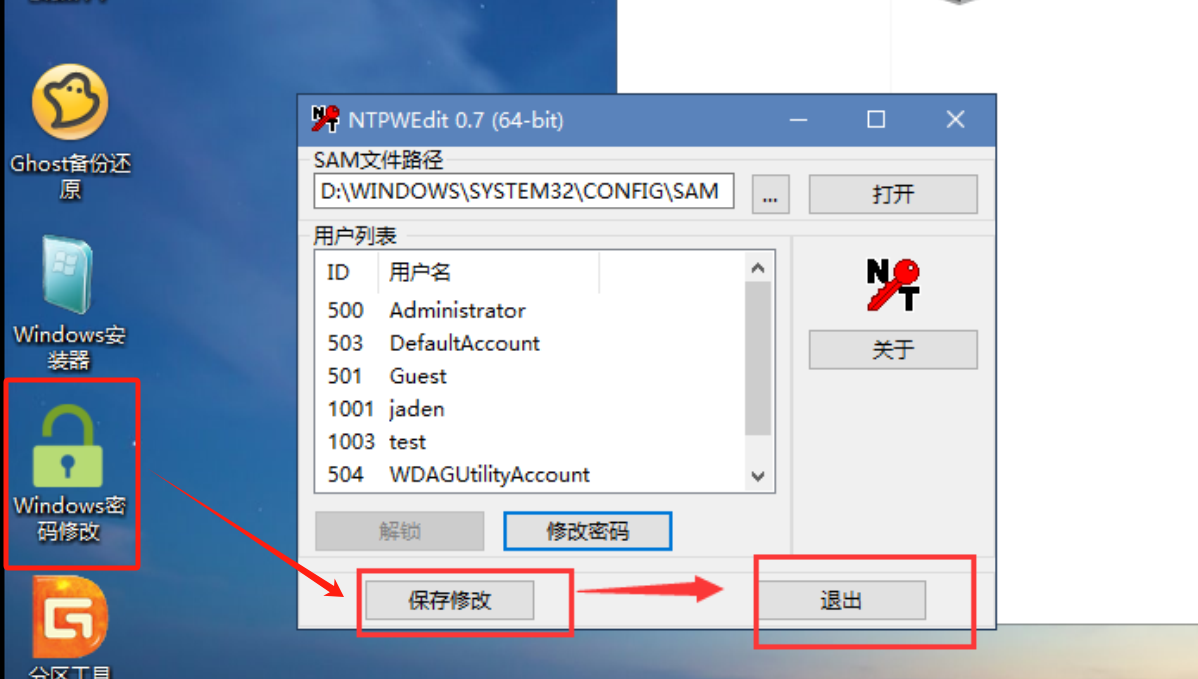 Ghost备份还
原
Windows安
装器
Windows密
码修改
分区工具
NTPWEdit 0.7 (64-bit)
SAM文件路径
D:\WINDOWS\SYSTEM32\CONFIG\SAM
...
打开
用户列表
ID 用户名
500 Administrator
503 DefaultAccount
501 Guest
1001 jaden
1003 test
504 WDAGUtilityAccount
NT
关于
解锁
修改密码
保存修改
退出